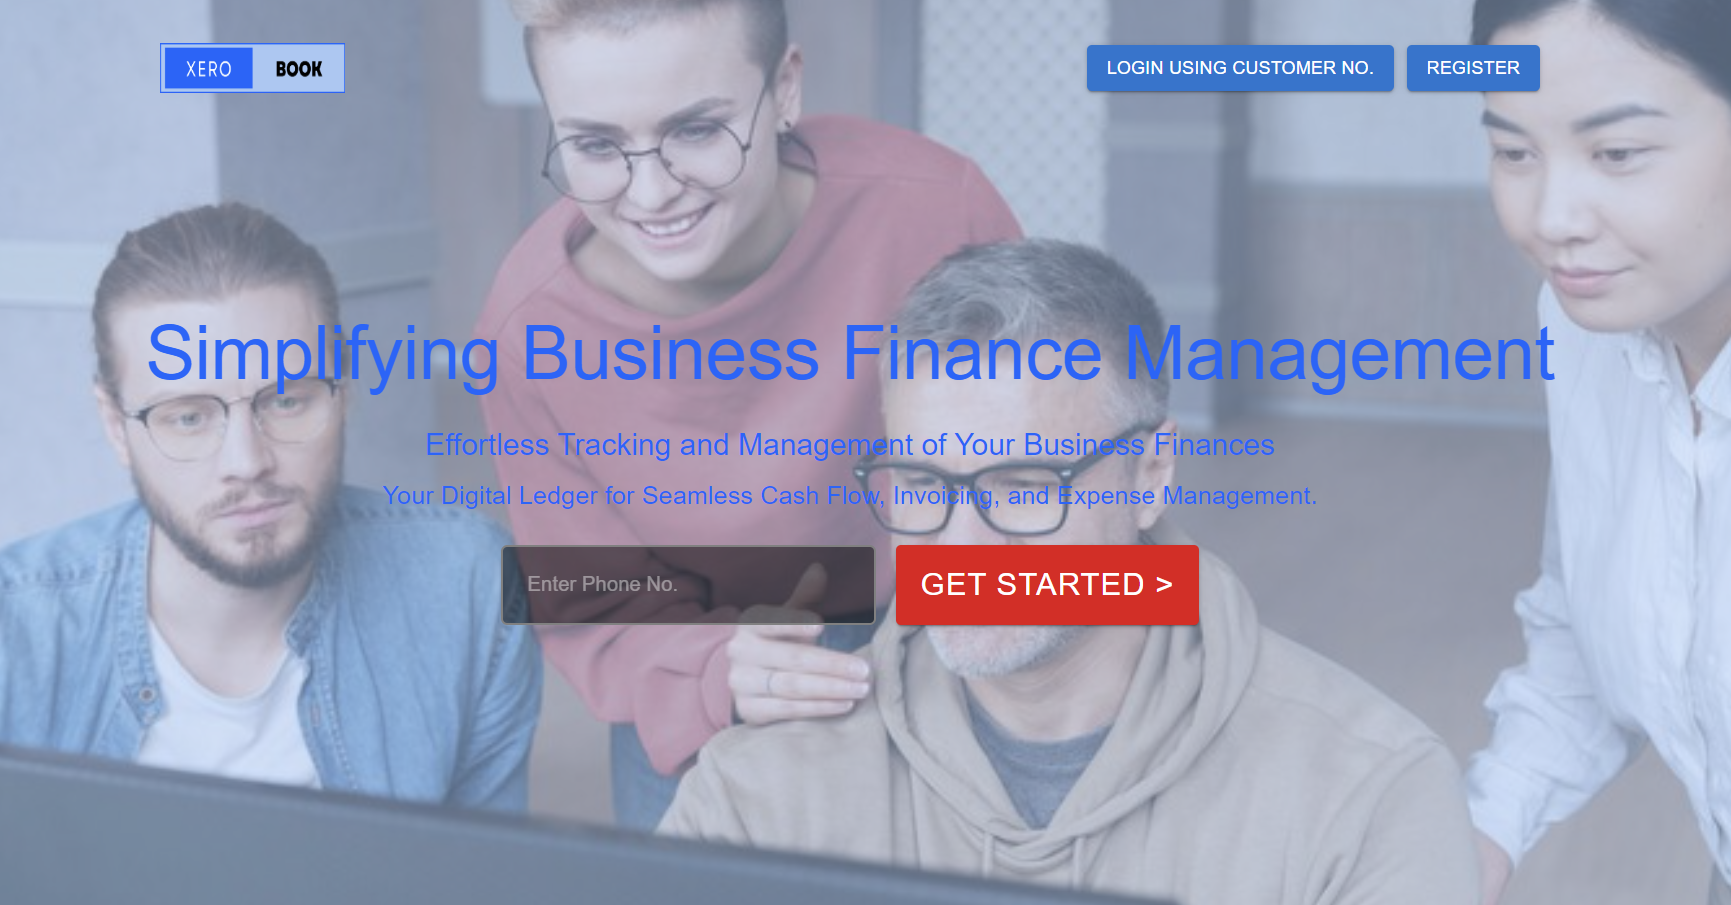 XERO BOOK
LOGIN USING CUSTOMER NO.
REGISTER
Simplifying Business Finance Management
Effortless Tracking and Management of Your Business Finances
Your Digital Ledger for Seamless Cash Flow, Invoicing, and Expense Management.
Enter Phone No.
GET STARTED >